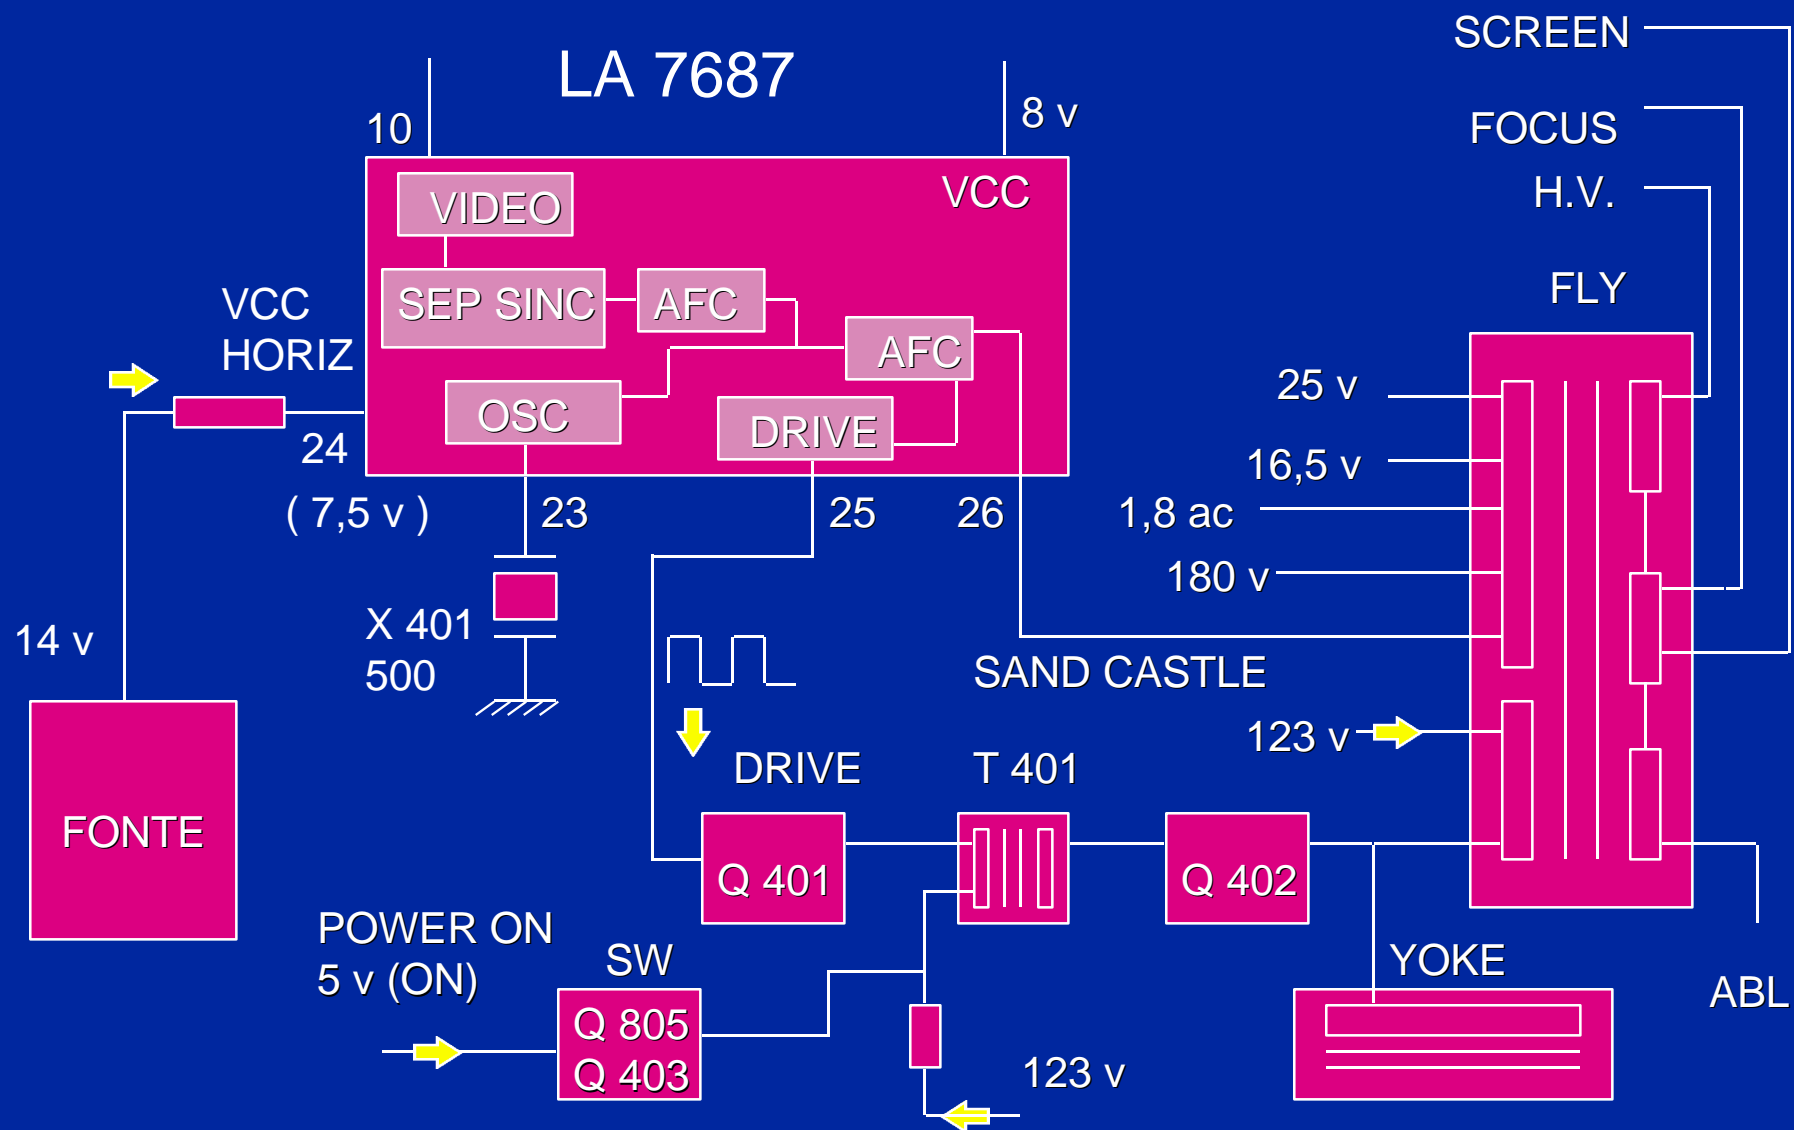 SCREEN
LA 7687
8 v
10
FOCUS
VCC
H.V.
VIDEO
FLY
VCC
HORIZ
SEP SINC
AFC
AFC
25 v
OSC
DRIVE
24
16,5 v
( 7,5 v )
23
25
26
1,8 ac
180 v
X 401
500
14 v
SAND CASTLE
123 v
DRIVE
T 401
FONTE
Q 401
Q 402
POWER ON
5 v (ON)
SW
YOKE
ABL
Q 805
Q 403
123 v